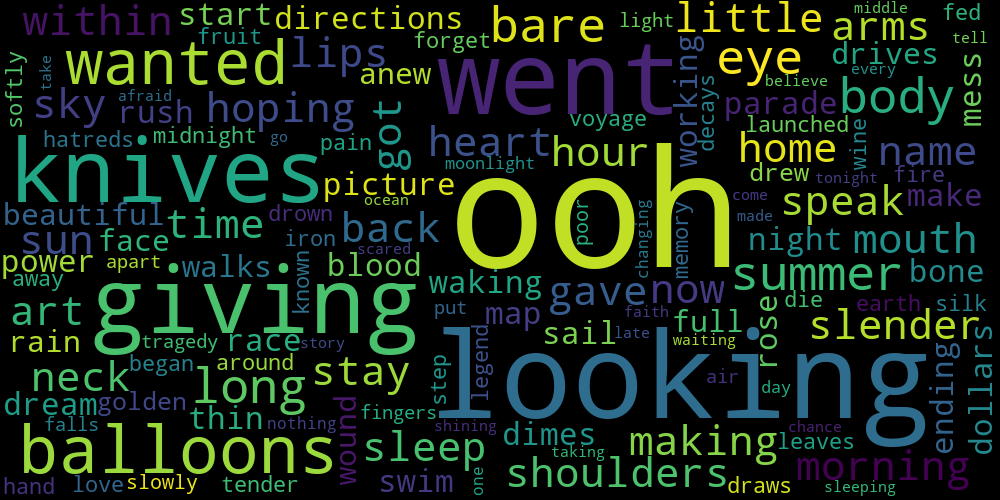 within start directions bare little middle arms fed
fruit forget light tell
wanted lips anew went eye drives
softly take sky afraid rush hoping got working decays believe every parade body mess
hatreds midnight go pain heart voyage launched wine
knives moonlight hour home name
picture ocean ooh drew tonight fire
beautiful time drown back poor changing memory come made speak make
sun face iron scared night mouth
power apart walks known blood waking summer bone
away giving put gave now die earth silk
art map faith full rose slender
rain tragedy race story legend sail late waiting
began around step looking air ending dollars
neck long stay day
dream golden thin nothing wound fingers shining dimes making chance leaves
falls balloons sleep taking
shoulders morning
hand love slowly tender swim one draws sleeping